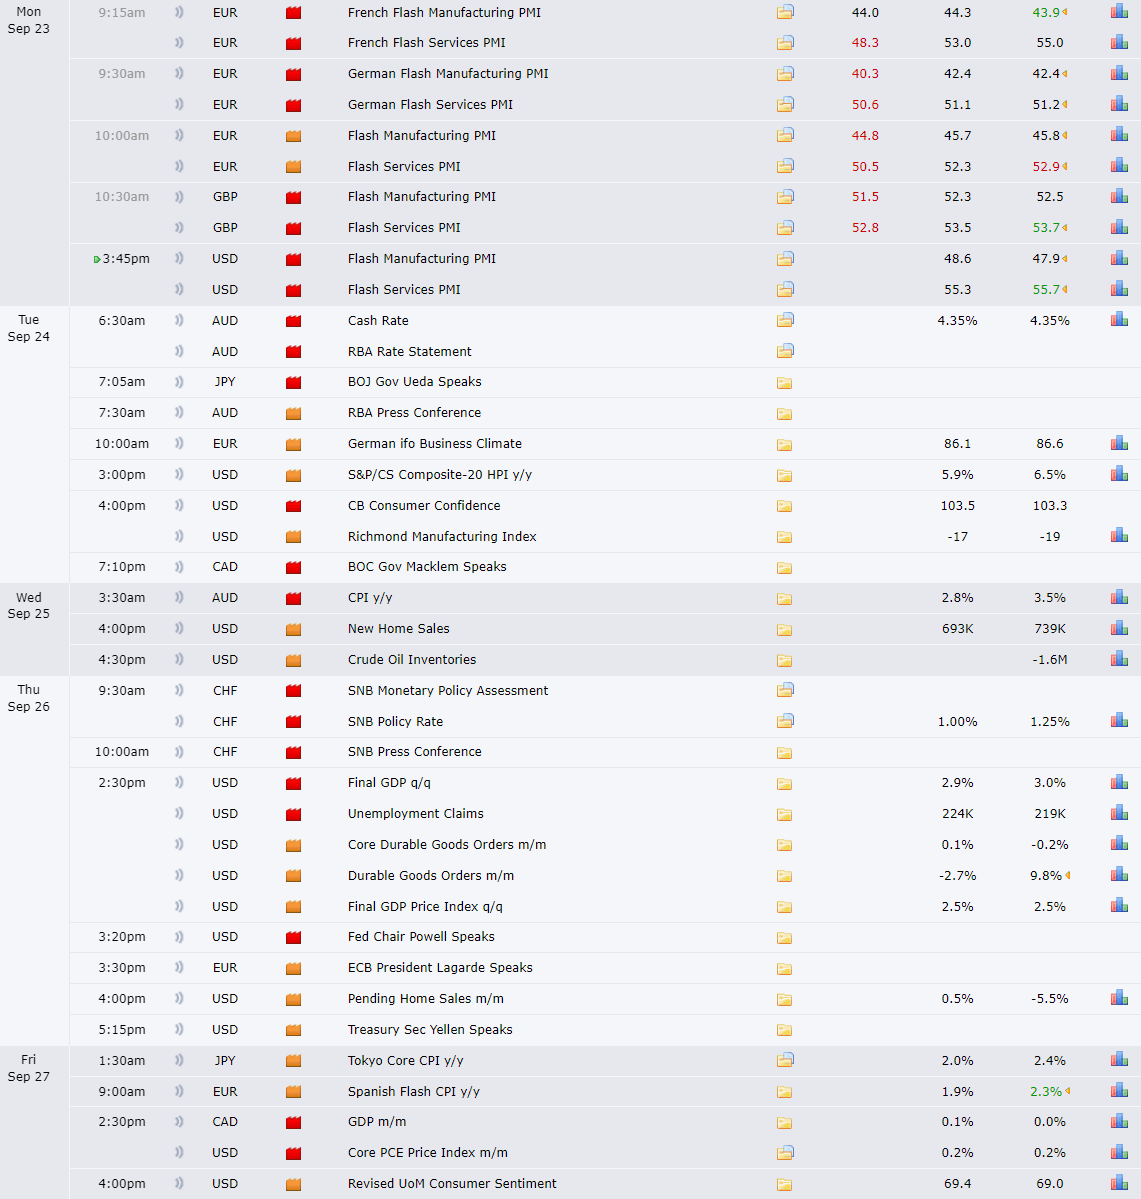 Mon
Sep 23
9:15am EUR French Flash Manufacturing PMI 44.0 44.3 43.9
EUR French Flash Services PMI 48.3 53.0 55.0
9:30am EUR German Flash Manufacturing PMI 40.3 42.4 42.4
EUR German Flash Services PMI 50.6 51.1 51.2
10:00am EUR Flash Manufacturing PMI 44.8 45.7 45.8
EUR Flash Services PMI 50.5 52.3 52.9
10:30am GBP Flash Manufacturing PMI 51.5 52.3 52.5
GBP Flash Services PMI 52.8 53.5 53.7
3:45pm USD Flash Manufacturing PMI 48.6 47.9
USD Flash Services PMI 55.3 55.7
Tue
Sep 24
6:30am AUD Cash Rate 4.35% 4.35%
AUD RBA Rate Statement
7:05am JPY BOJ Gov Ueda Speaks
7:30am AUD RBA Press Conference
10:00am EUR German ifo Business Climate 86.1 86.6
3:00pm USD S&P/CS Composite-20 HPI y/y 5.9% 6.5%
4:00pm USD CB Consumer Confidence 103.5 103.3
USD Richmond Manufacturing Index -17 -19
7:10pm CAD BOC Gov Macklem Speaks
Wed
Sep 25
3:30am AUD CPI y/y 2.8% 3.5%
4:00pm USD New Home Sales 693K 739K
4:30pm USD Crude Oil Inventories -1.6M
Thu
Sep 26
9:30am CHF SNB Monetary Policy Assessment
CHF SNB Policy Rate 1.00% 1.25%
10:00am CHF SNB Press Conference
2:30pm USD Final GDP q/q 2.9% 3.0%
USD Unemployment Claims 224K 219K
USD Core Durable Goods Orders m/m 0.1% -0.2%
USD Durable Goods Orders m/m -2.7% 9.8%
USD Final GDP Price Index q/q 2.5% 2.5%
3:20pm USD Fed Chair Powell Speaks
3:30pm EUR ECB President Lagarde Speaks
4:00pm USD Pending Home Sales m/m 0.5% -5.5%
5:15pm USD Treasury Sec Yellen Speaks
Fri
Sep 27
1:30am JPY Tokyo Core CPI y/y 2.0% 2.4%
9:00am EUR Spanish Flash CPI y/y 1.9% 2.3%
2:30pm CAD GDP m/m 0.1% 0.0%
USD Core PCE Price Index m/m 0.2% 0.2%
4:00pm USD Revised UoM Consumer Sentiment 69.4 69.0